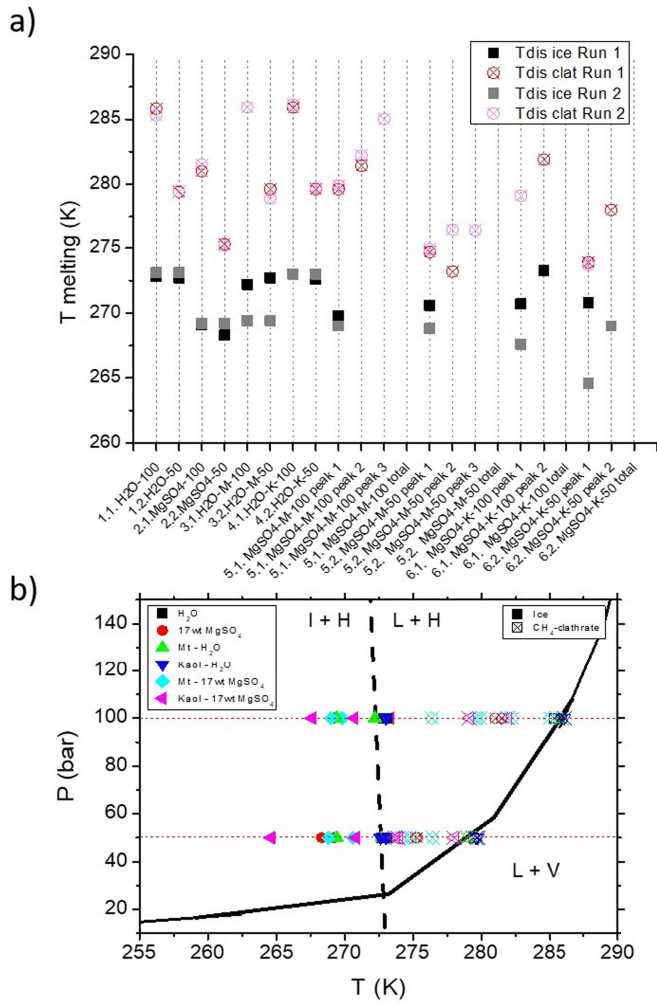 a)
290
285
280
275
270
265
260
T melting (K)
Tdis ice Run 1
Tdis clat Run 1
Tdis ice Run 2
Tdis clat Run 2
1.1. H2O-100
1.2.H2O-50
2.1.MgSO4-100
2.2.MgSO4-50
3.1.H2O-M-100
3.2.H2O-M-50
4.1.H2O-K-100
4.2.H2O-K-50
5.1. MgSO4-M-100 peak 1
5.1. MgSO4-M-100 peak 2
5.1. MgSO4-M-100 peak 3
5.1. MgSO4-M-100 total
5.2. MgSO4-M-50 peak 1
5.2. MgSO4-M-50 peak 2
5.2. MgSO4-M-50 peak 3
5.2. MgSO4-M-50 total
6.1. MgSO4-K-100 peak 1
6.1. MgSO4-K-100 peak 2
6.1. MgSO4-K-100 total
6.2. MgSO4-K-50 peak 1
6.2. MgSO4-K-50 peak 2
6.2. MgSO4-K-50 total
b)
140
120
100
80
60
40
20
P (bar)
H₂O
17wt MgSO₄
Mt - H₂O
Kaol - H₂O
Mt - 17wt MgSO₄
Kaol - 17wt MgSO₄
I + H
L + H
Ice
CH₄-clathrate
L + V
255
260
265
270
275
280
285
290
T (K)